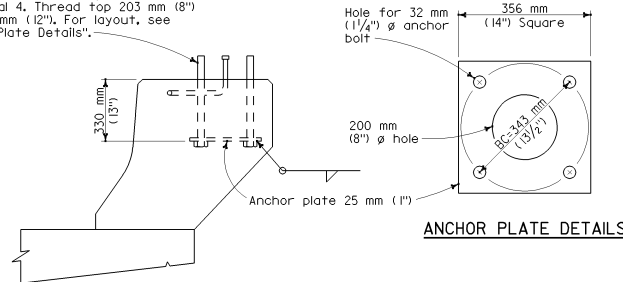 al 4. Thread top 203 mm (8")
mm (12"). For layout, see
Plate Details".
330 mm
(13")
Anchor plate 25 mm (1")
Hole for 32 mm
(1¼") ø anchor
bolt
356 mm
(14") Square
200 mm
(8") ø hole
BC=343 mm
(13½")
ANCHOR PLATE DETAILS